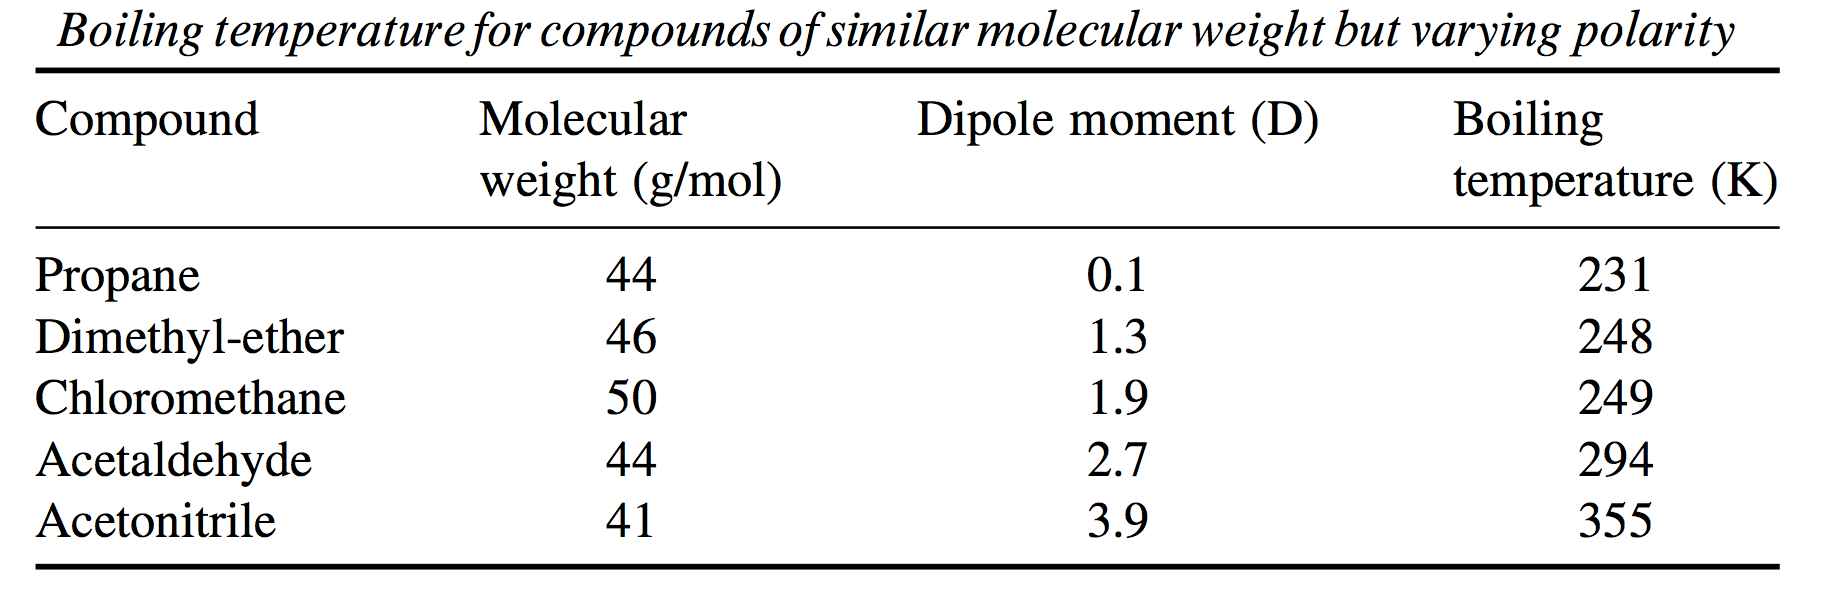 Boiling temperature for compounds of similar molecular weight but varying polarity
Compound Molecular weight (g/mol) Dipole moment (D) Boiling temperature (K)
Propane 44 0.1 231
Dimethyl-ether 46 1.3 248
Chloromethane 50 1.9 249
Acetaldehyde 44 2.7 294
Acetonitrile 41 3.9 355